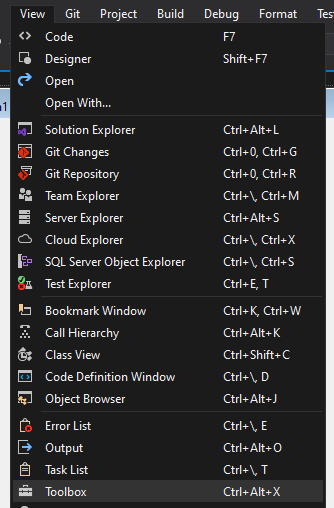 View Git Project Build Debug Format
Code F7
Designer Shift+F7
Open
Open With...
Solution Explorer Ctrl+Alt+L
Git Changes Ctrl+0, Ctrl+G
Git Repository Ctrl+0, Ctrl+R
Team Explorer Ctrl+\, Ctrl+M
Server Explorer Ctrl+Alt+S
Cloud Explorer Ctrl+\, Ctrl+X
SQL Server Object Explorer Ctrl+\, Ctrl+S
Test Explorer Ctrl+E, T
Bookmark Window Ctrl+K, Ctrl+W
Call Hierarchy Ctrl+Alt+K
Class View Ctrl+Shift+C
Code Definition Window Ctrl+\, D
Object Browser Ctrl+Alt+J
Error List Ctrl+\, E
Output Ctrl+Alt+O
Task List Ctrl+\, T
Toolbox Ctrl+Alt+X